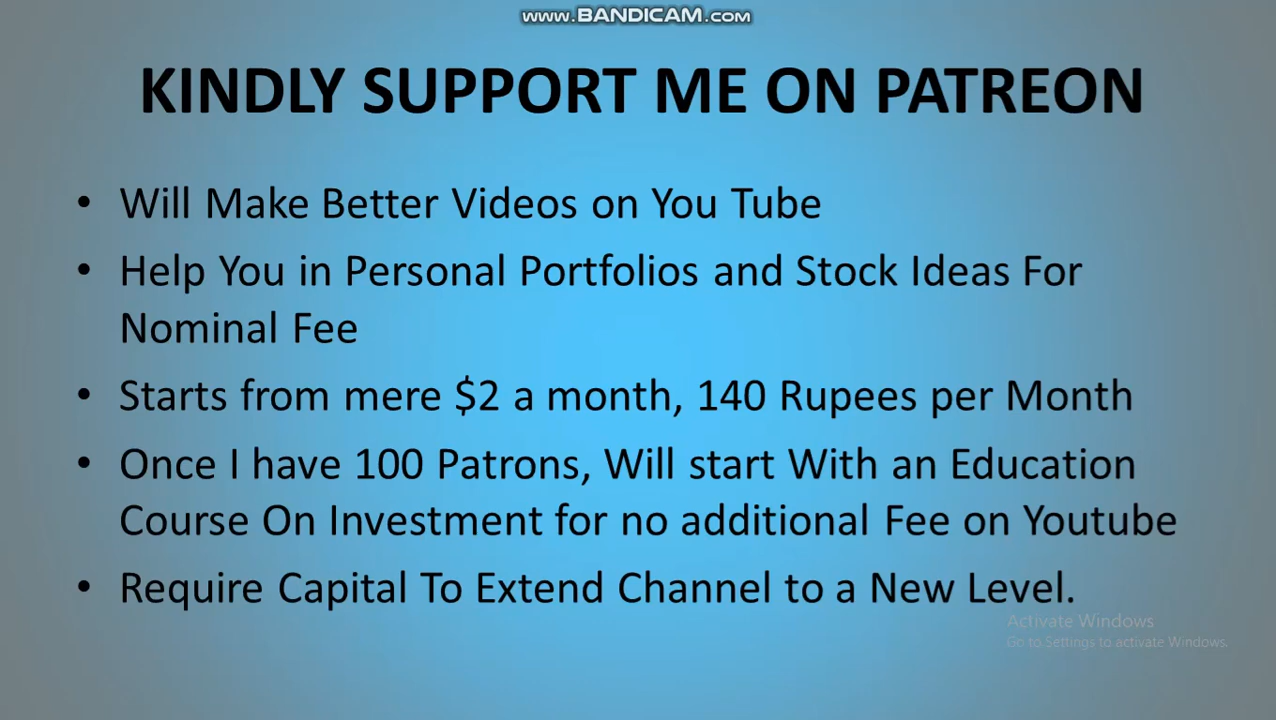 www.BANDICAM.com
KINDLY SUPPORT ME ON PATREON
• Will Make Better Videos on You Tube
• Help You in Personal Portfolios and Stock Ideas For
Nominal Fee
• Starts from mere $2 a month, 140 Rupees per Month
• Once I have 100 Patrons, Will start With an Education
Course On Investment for no additional Fee on Youtube
• Require Capital To Extend Channel to a New Level.
Activate Windows
Go to Settings to activate Windows.